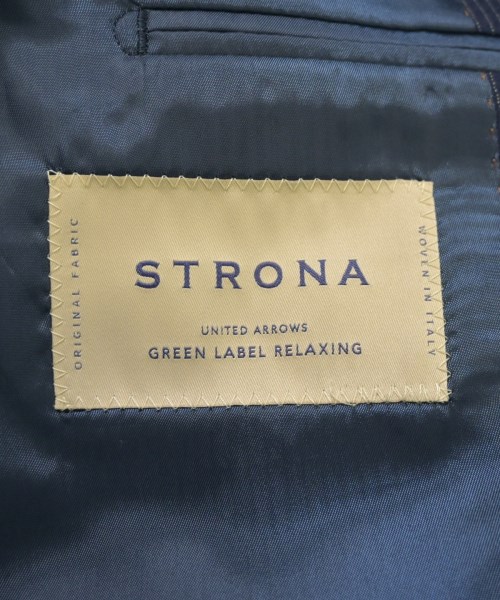 ORIGINAL FABRIC
STRONA
UNITED ARROWS
GREEN LABEL RELAXING
WOVEN IN ITALY